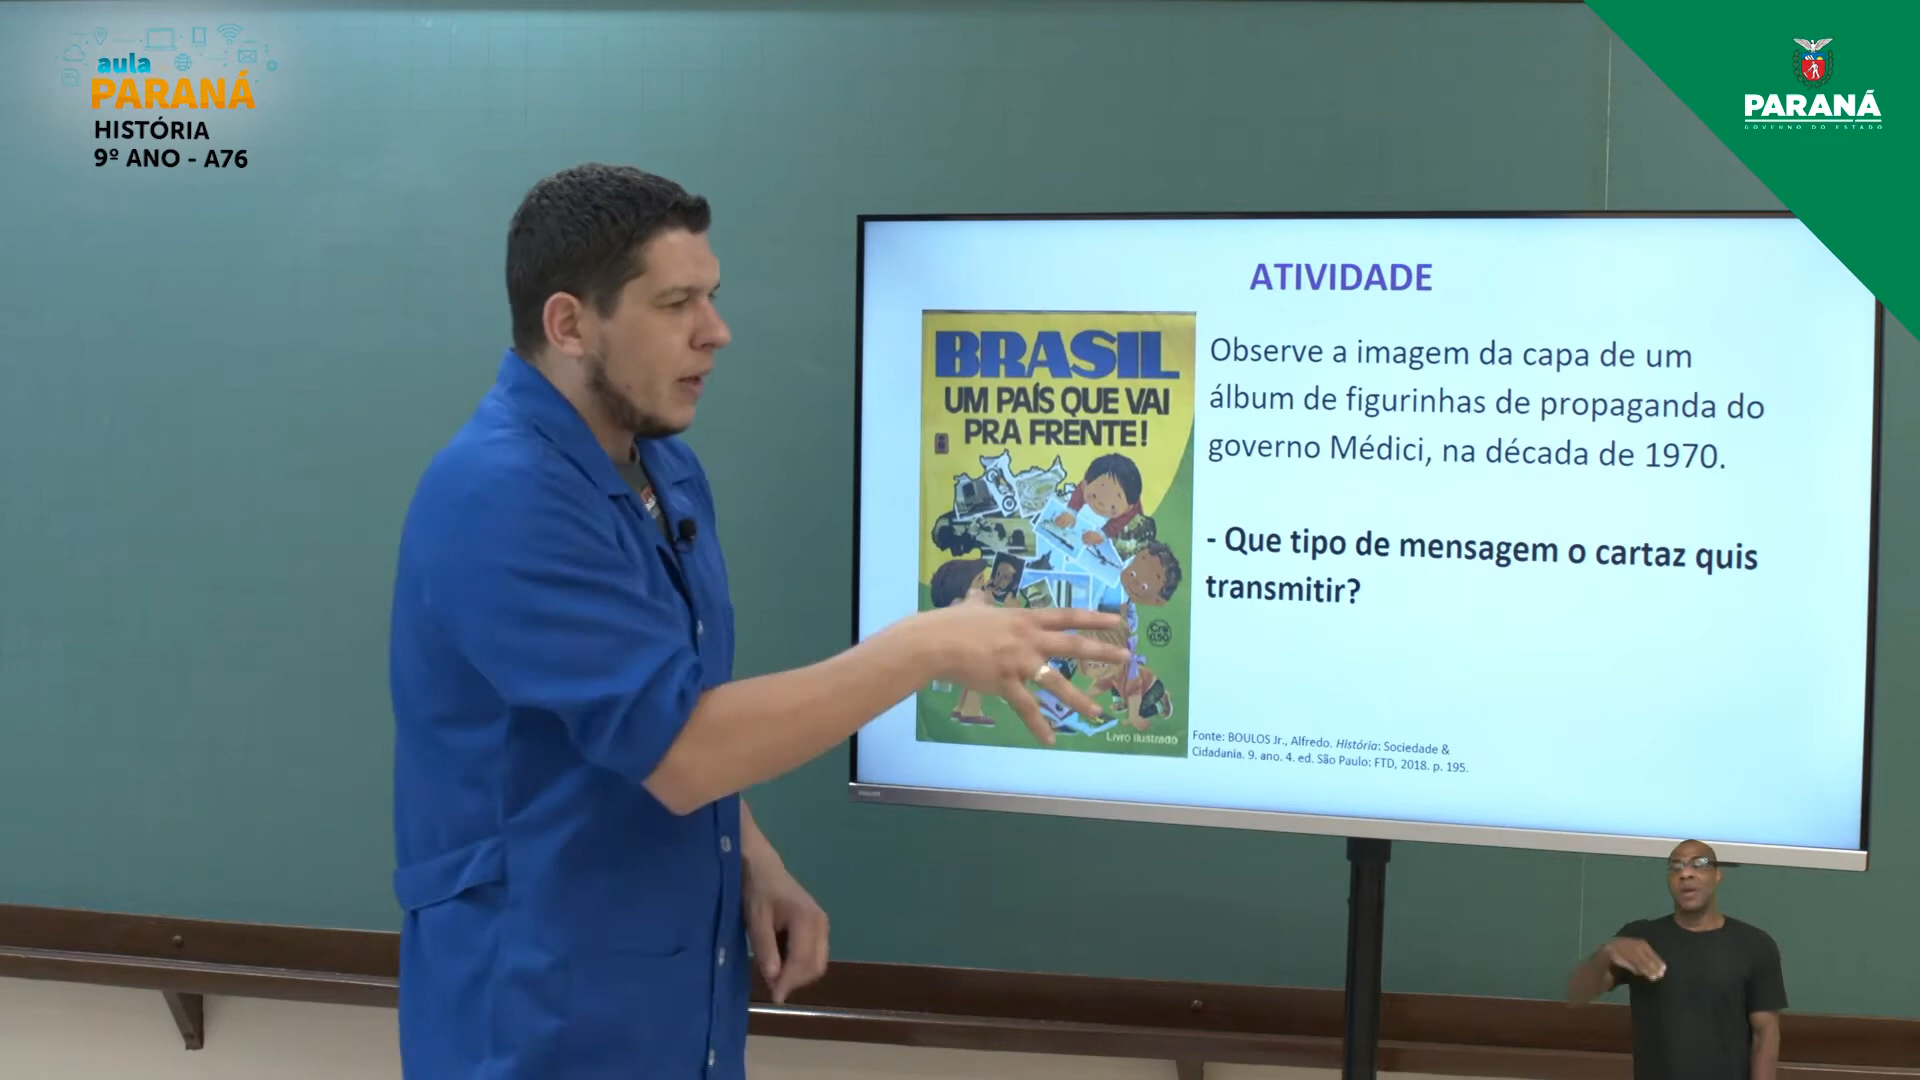 aula
PARANÁ
HISTÓRIA
9º ANO - A76
PARANÁ
GOVERNO DO ESTADO
ATIVIDADE
BRASIL
UM PAÍS QUE VAI
PRA FRENTE!
Livro Ilustrado
Observe a imagem da capa de um
álbum de figurinhas de propaganda do
governo Médici, na década de 1970.
- Que tipo de mensagem o cartaz quis
transmitir?
Fonte: BOULOS Jr., Alfredo. História: Sociedade &
Cidadania. 9. ano. 4. ed. São Paulo: FTD, 2018. p. 195.